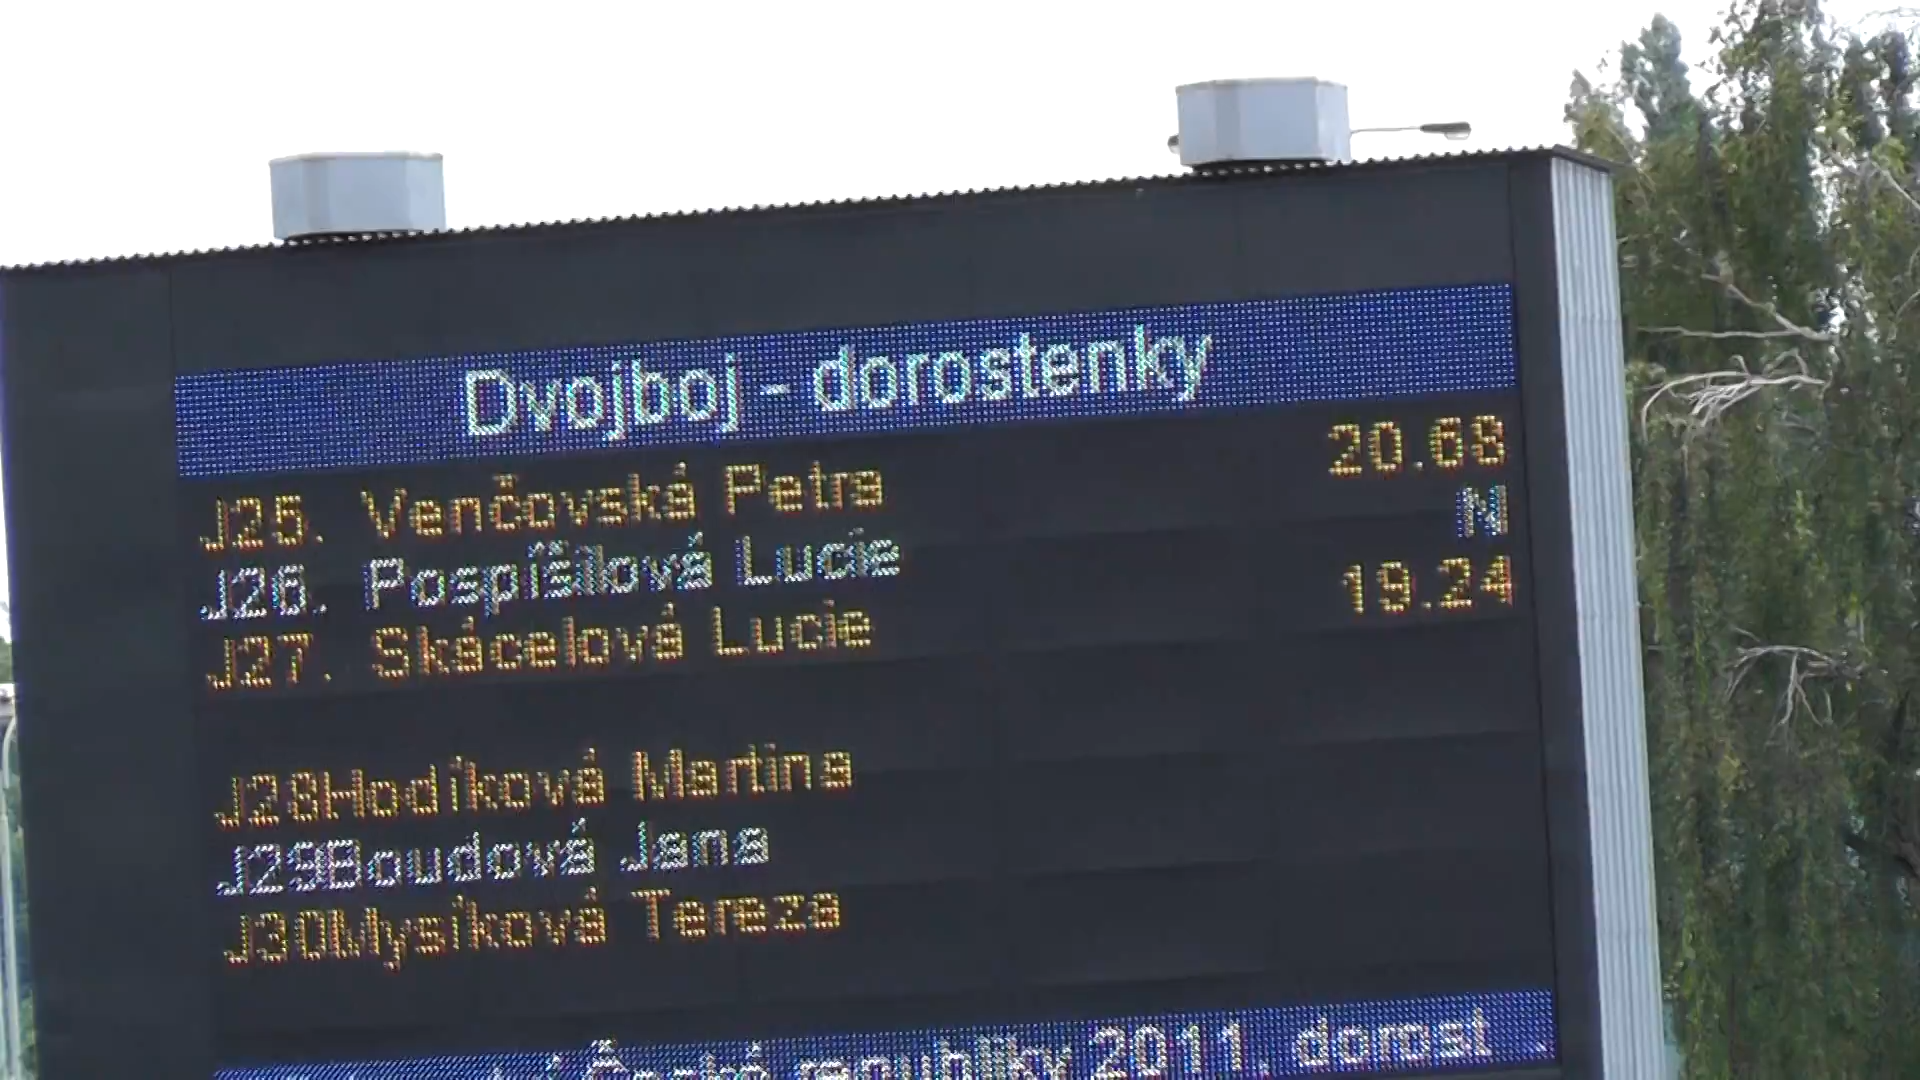 Dvojboj - dorostenky
J25. Venčovská Petra 20.68
J26. Pospíšilová Lucie N
J27. Skácelová Lucie 19.24
J28Hodíková Martina
J29Boudová Jana
J30Mysíková Tereza
České republiky 2011, dorost